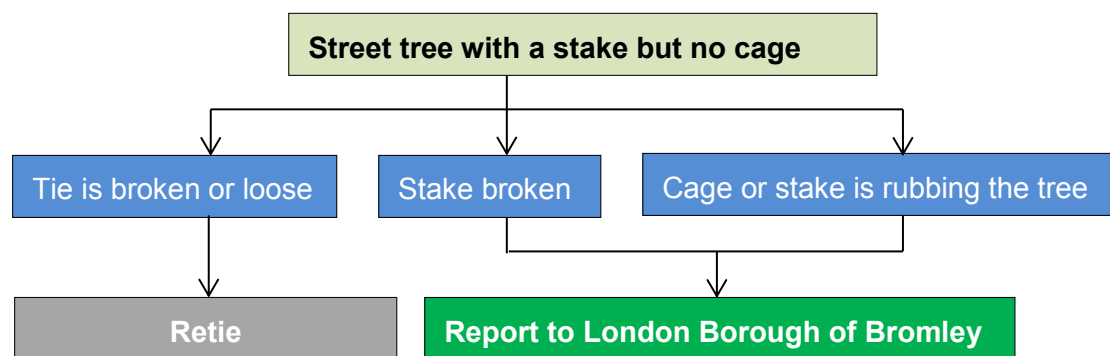 Street tree with a stake but no cage
Tie is broken or loose
Stake broken
Cage or stake is rubbing the tree
Retie
Report to London Borough of Bromley